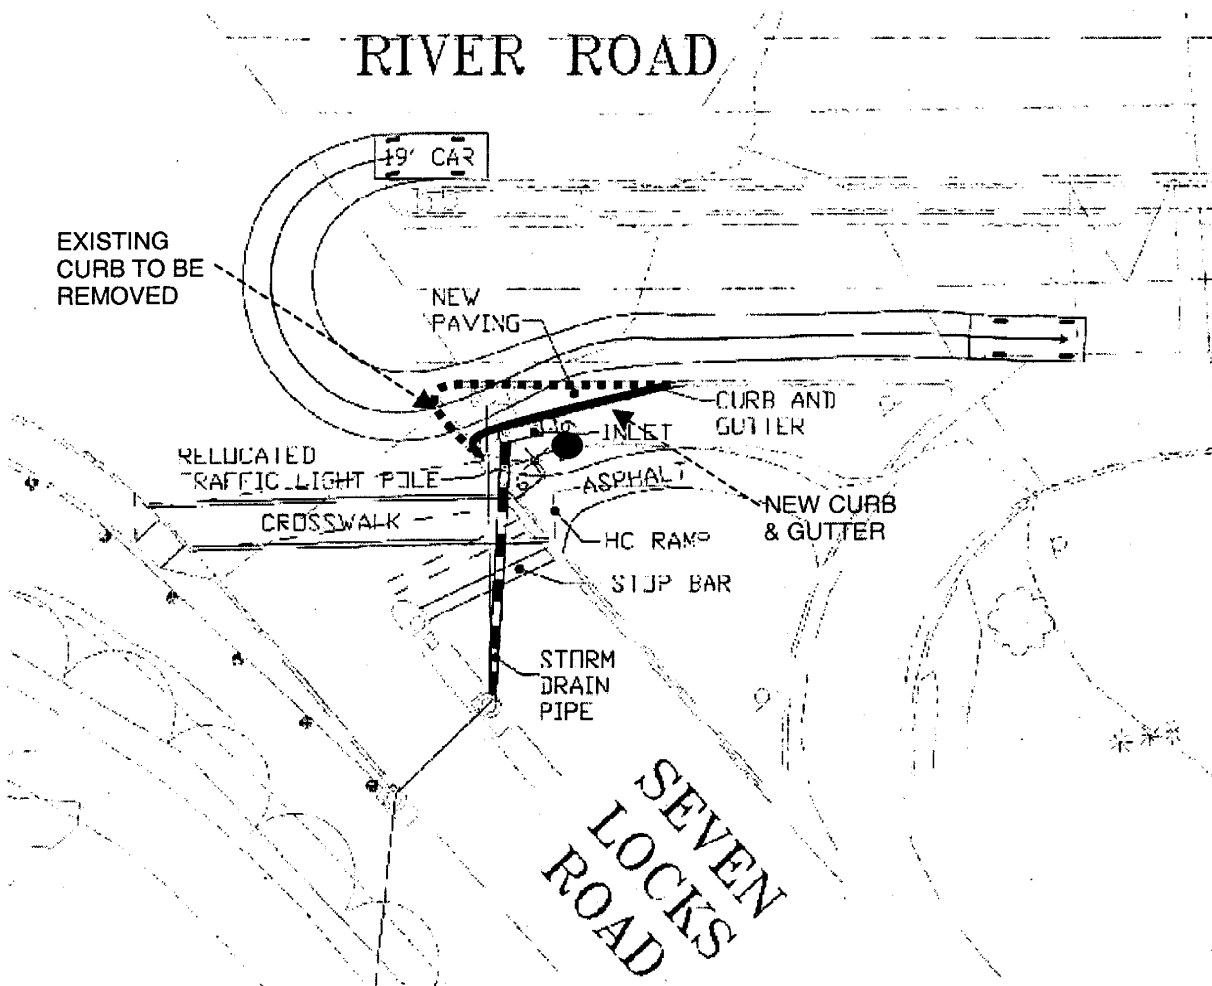 RIVER ROAD
19' CAR
EXISTING
CURB TO BE
REMOVED
NEW
PAVING
CURB AND
GUTTER
INLET
RELOCATED
TRAFFIC LIGHT POLE
ASPHALT
CROSSWALK
NEW CURB
& GUTTER
HC RAMP
STOP BAR
STORM
DRAIN
PIPE
SEVEN
LOCKS
ROAD